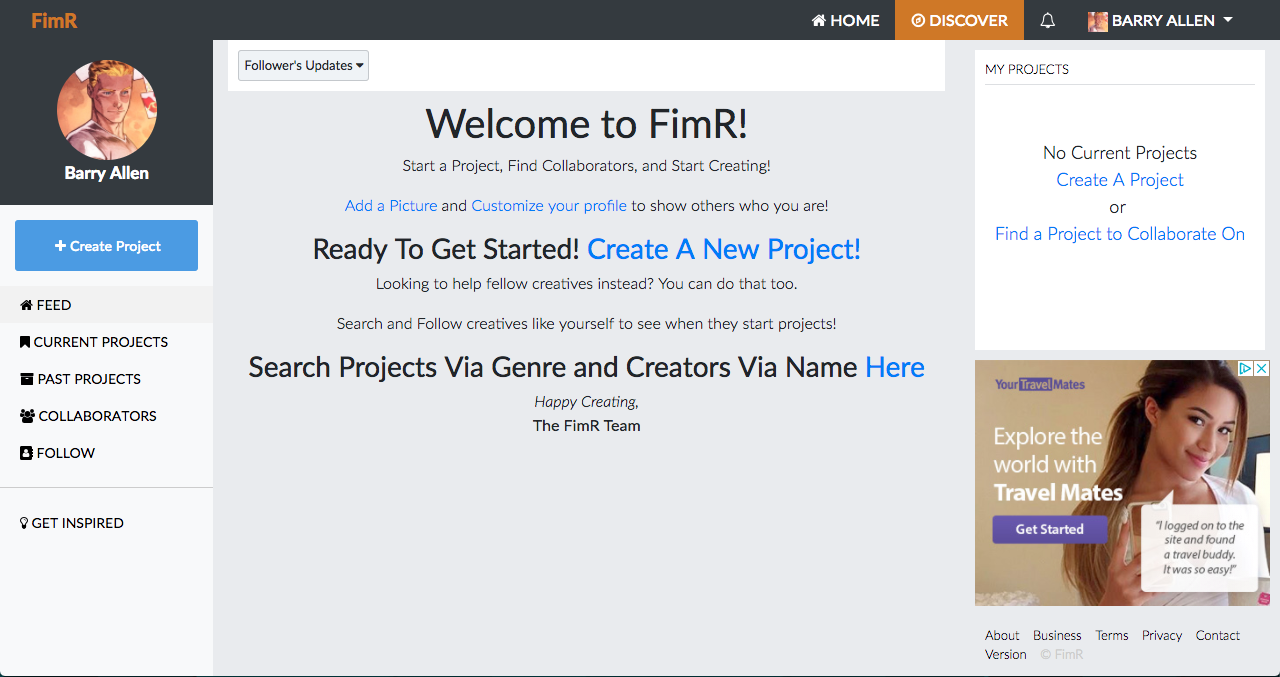 FimR
HOME
DISCOVER
BARRY ALLEN
Barry Allen
Create Project
FEED
CURRENT PROJECTS
PAST PROJECTS
COLLABORATORS
FOLLOW
GET INSPIRED
Follower's Updates
Welcome to FimR!
Start a Project, Find Collaborators, and Start Creating!
Add a Picture and Customize your profile to show others who you are!
Ready To Get Started! Create A New Project!
Looking to help fellow creatives instead? You can do that too.
Search and Follow creatives like yourself to see when they start projects!
Search Projects Via Genre and Creators Via Name Here
Happy Creating,
The FimR Team
MY PROJECTS
No Current Projects
Create A Project
or
Find a Project to Collaborate On
YourTravelMates
Explore the
world with
Travel Mates
Get Started
"I logged on to the
site and found
a travel buddy.
It was so easy!"
About Business Terms Privacy Contact
Version © FimR